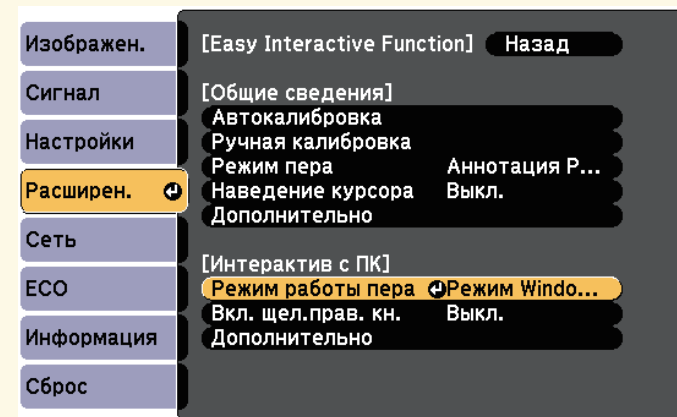 Изображен.
Сигнал
Настройки
Расширен.
Сеть
ECO
Информация
Сброс
[Easy Interactive Function] Назад
[Общие сведения]
Автокалибровка
Ручная калибровка
Режим пера Аннотация P...
Наведение курсора Выкл.
Дополнительно
[Интерактив с ПК]
Режим работы пера Режим Windo...
Вкл. щел.прав. кн. Выкл.
Дополнительно